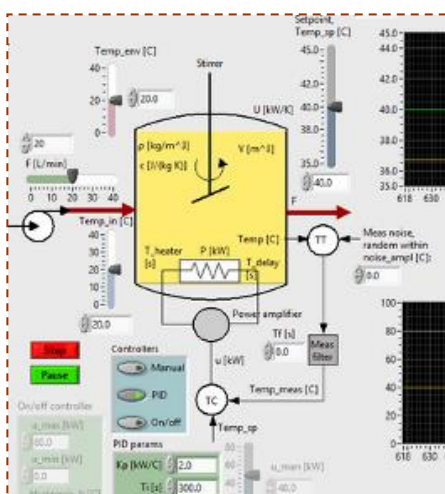 Setpoint,
Temp_sp [C]
Temp_env [C]
45.0
45.0
40
20
0
20.0
Stirrer
U [kW/K]
40.0
40.0
35.0
36.0
35.0
618
630
ρ [kg/m^3]
V [m^3]
c [J/(kg K)]
20
F [L/min]
0 10 20 30 40
40.0
F
Temp_in [C]
40
30
20
10
0
20.0
T_heater
[s]
P [kW]
T_delay
[s]
Temp [C]
TT
Meas noise,
random within
noise_ampl [C]:
0.0
Power amplifier
Tf [s]
0.0
Meas
filter
u [kW]
Temp_meas [C]
TC
Temp_sp
Stop
Pause
Controllers
Manual
PID
On/off
On/off controller
u_max [kW]
u_min [kW]
0.0
PID params
Kp [kW/C]
2.0
Ti [s]
300.0
80
60
u_man [kW]
40.0
100
80
60
40
20
0
618
630